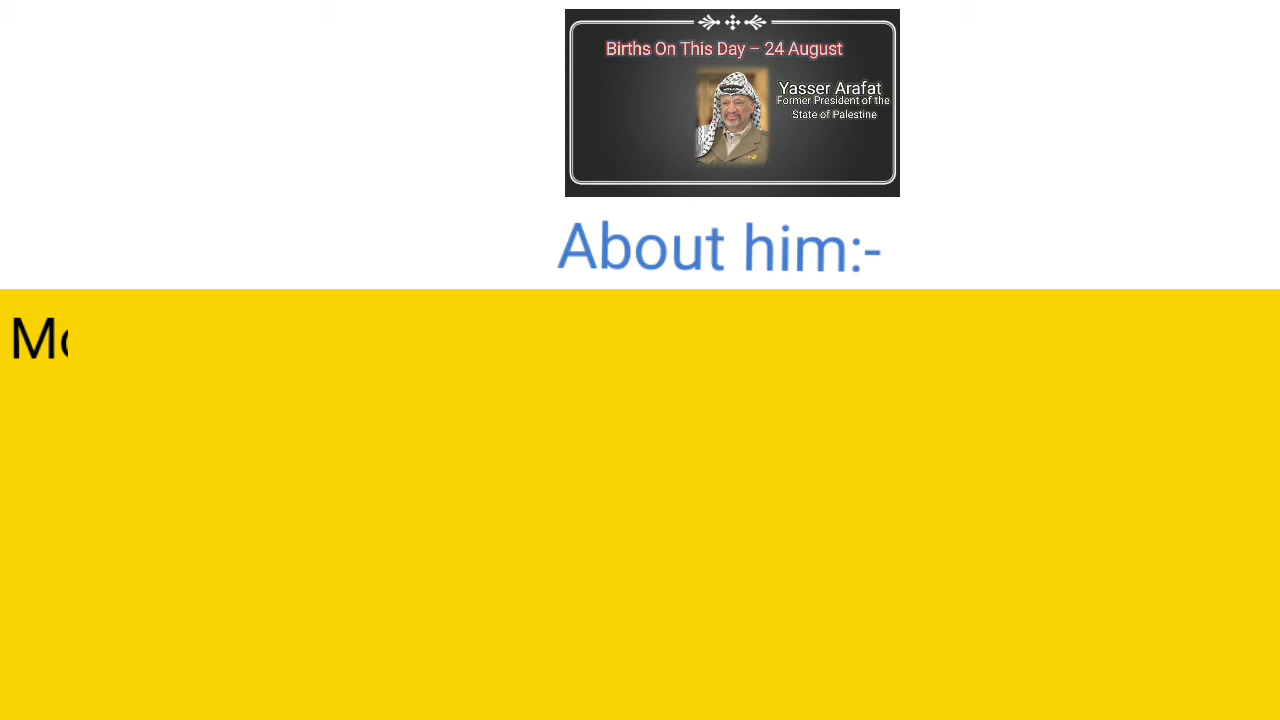 Births On This Day – 24 August
Yasser Arafat
Former President of the
State of Palestine
About him:-
M